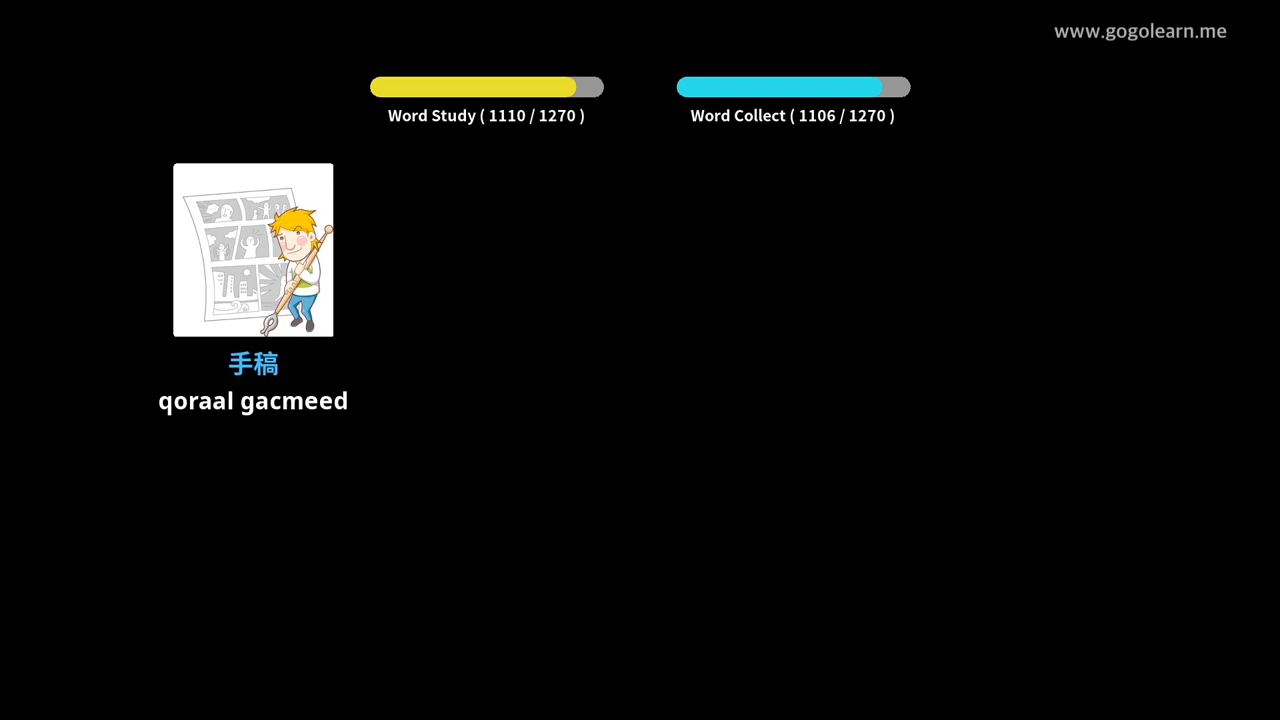 www.gogolearn.me
Word Study ( 1110 / 1270 )
Word Collect ( 1106 / 1270 )
手稿
qoraal gacmeed